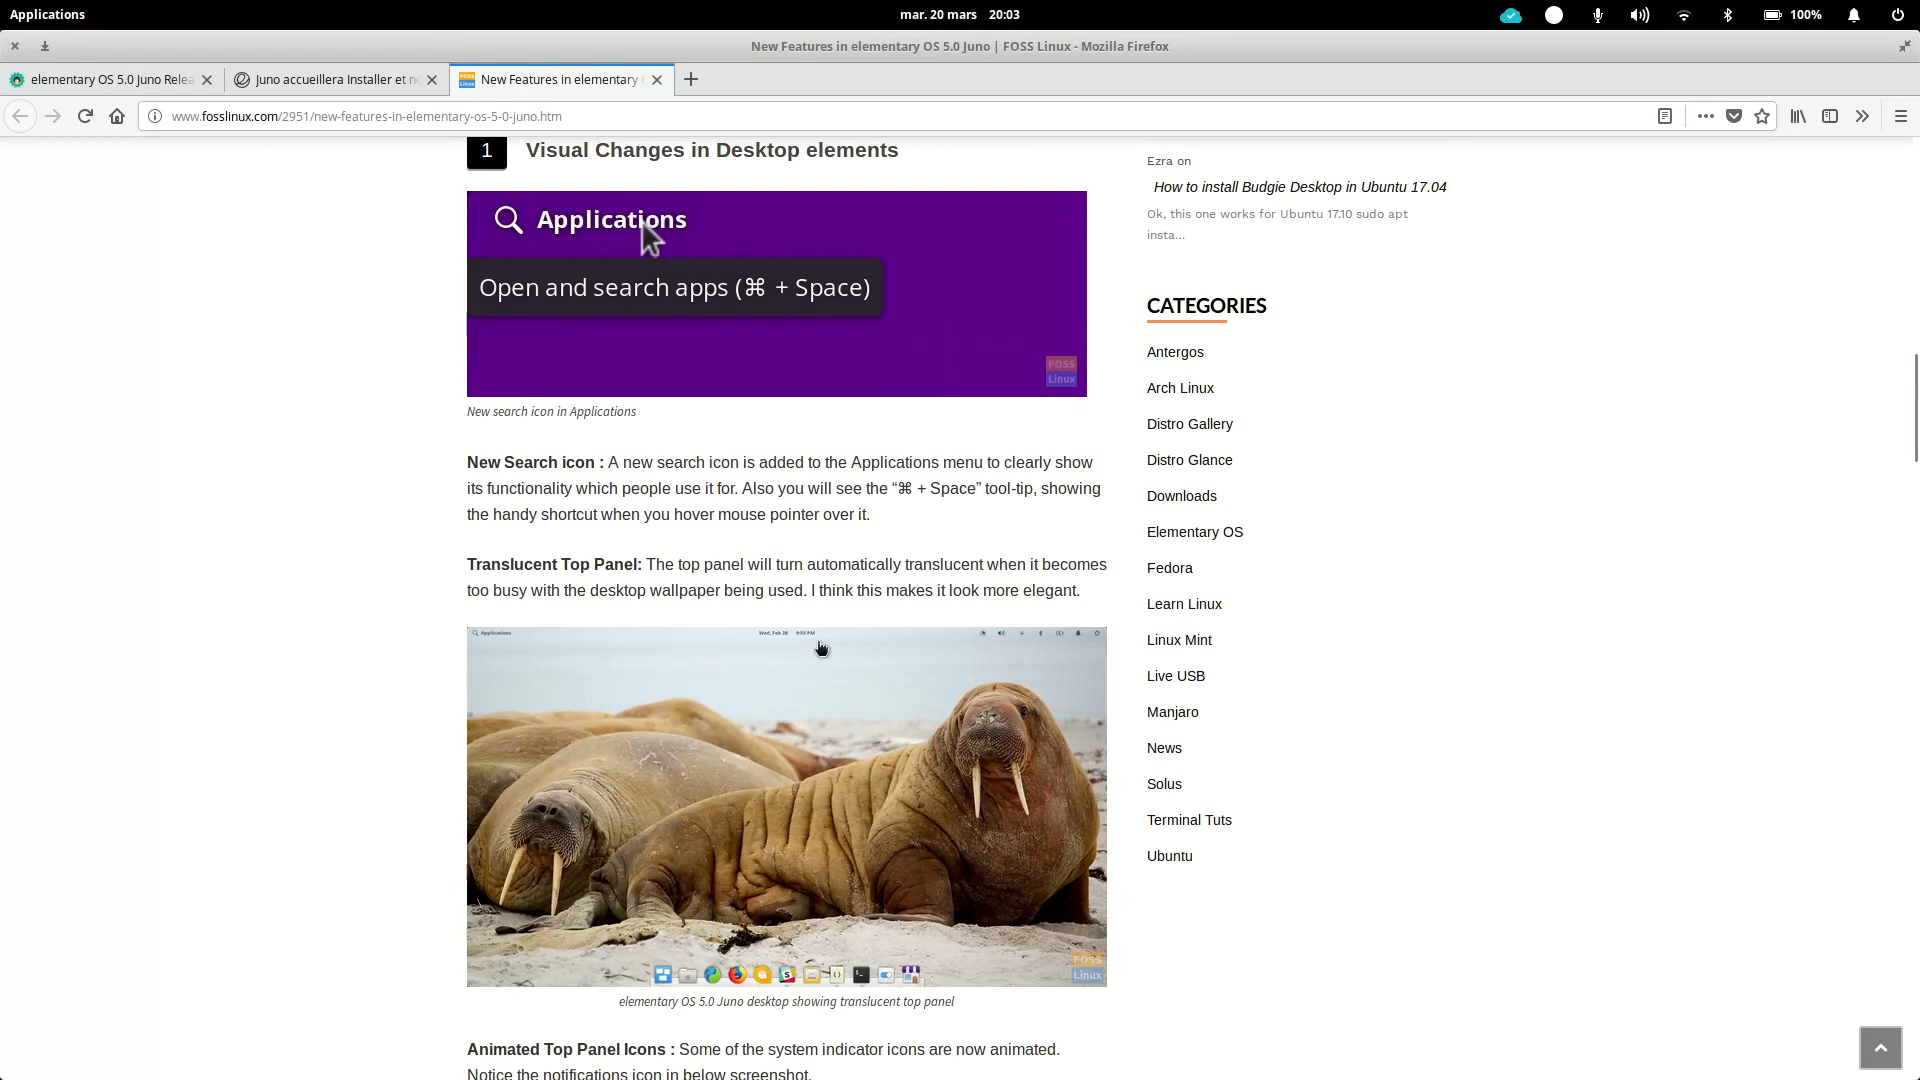 Applications
mar. 20 mars 20:03
100%
New Features in elementary OS 5.0 Juno | FOSS Linux - Mozilla Firefox
elementary OS 5.0 Juno Relea
Juno accueillera Installer et no
New Features in elementary
www.fosslinux.com/2951/new-features-in-elementary-os-5-0-juno.htm
1 Visual Changes in Desktop elements
Applications
Open and search apps (⌘ + Space)
FOSS
Linux
New search icon in Applications
New Search icon : A new search icon is added to the Applications menu to clearly show
its functionality which people use it for. Also you will see the “⌘ + Space” tool-tip, showing
the handy shortcut when you hover mouse pointer over it.
Translucent Top Panel: The top panel will turn automatically translucent when it becomes
too busy with the desktop wallpaper being used. I think this makes it look more elegant.
Applications
Wed, Feb 28 9:55 PM
FOSS
Linux
elementary OS 5.0 Juno desktop showing translucent top panel
Animated Top Panel Icons : Some of the system indicator icons are now animated.
Notice the notifications icon in below screenshot.
Ezra on
How to install Budgie Desktop in Ubuntu 17.04
Ok, this one works for Ubuntu 17.10 sudo apt
insta...
CATEGORIES
Antergos
Arch Linux
Distro Gallery
Distro Glance
Downloads
Elementary OS
Fedora
Learn Linux
Linux Mint
Live USB
Manjaro
News
Solus
Terminal Tuts
Ubuntu